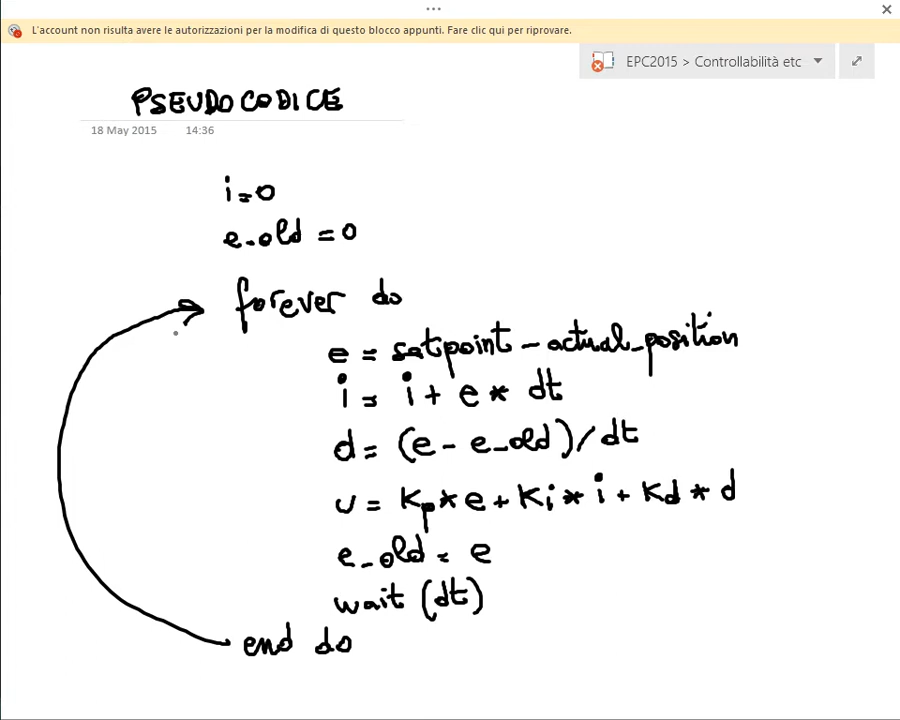 L'account non risulta avere le autorizzazioni per la modifica di questo blocco appunti. Fare clic qui per riprovare.
EPC2015 > Controllabilità etc
PSEUDOCODICE
18 May 2015 14:36
i=0
e_old = 0
forever do
e = setpoint - actual_position
i = i + e * dt
d = (e - e_old) / dt
u = Kp * e + Ki * i + Kd * d
e_old = e
wait (dt)
end do